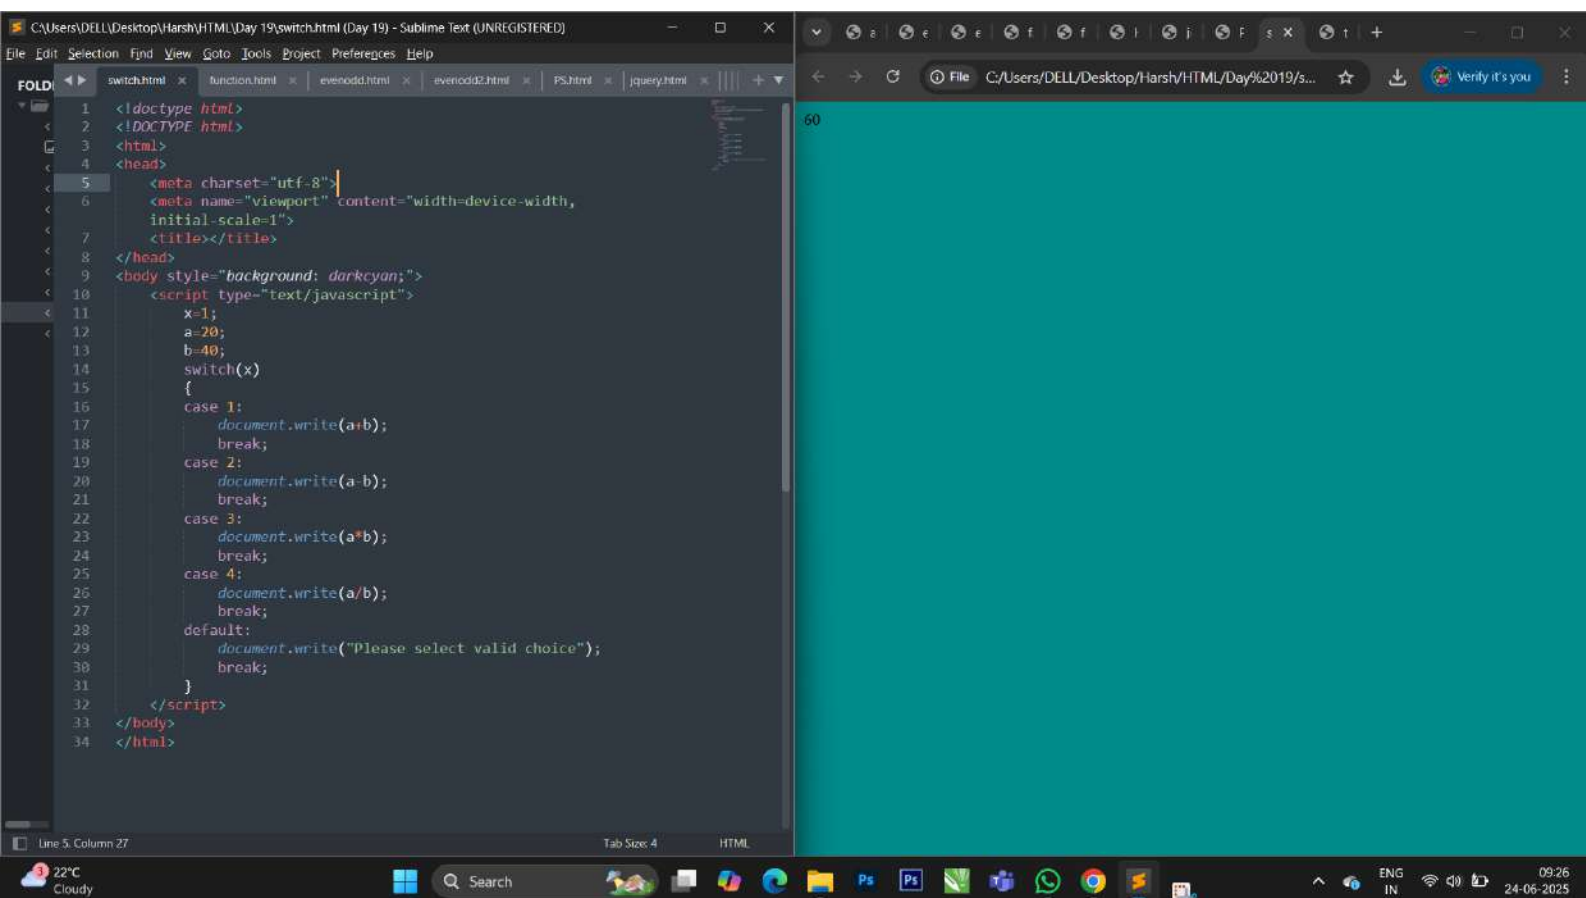 C:\Users\DELL\Desktop\Harsh\HTML\Day 19\switch.html (Day 19) - Sublime Text (UNREGISTERED)
File Edit Selection Find View Goto Tools Project Preferences Help
FOLD
switch.html function.html evenodd.html evenodd2.html PS.html jquery.html
1 <!doctype html>
2 <!DOCTYPE html>
3 <html>
4 <head>
5 <meta charset="utf-8">
6 <meta name="viewport" content="width=device-width,
initial-scale=1">
7 <title></title>
8 </head>
9 <body style="background: darkcyan;">
10 <script type="text/javascript">
11 x=1;
12 a=20;
13 b=40;
14 switch(x)
15 {
16 case 1:
17 document.write(a+b);
18 break;
19 case 2:
20 document.write(a-b);
21 break;
22 case 3:
23 document.write(a*b);
24 break;
25 case 4:
26 document.write(a/b);
27 break;
28 default:
29 document.write("Please select valid choice");
30 break;
31 }
32 </script>
33 </body>
34 </html>
Line 5, Column 27 Tab Size: 4 HTML
File C:/Users/DELL/Desktop/Harsh/HTML/Day%2019/s... Verify it's you
60
3 22°C
Cloudy
Search
Ps Ps
ENG
IN
09:26
24-06-2025